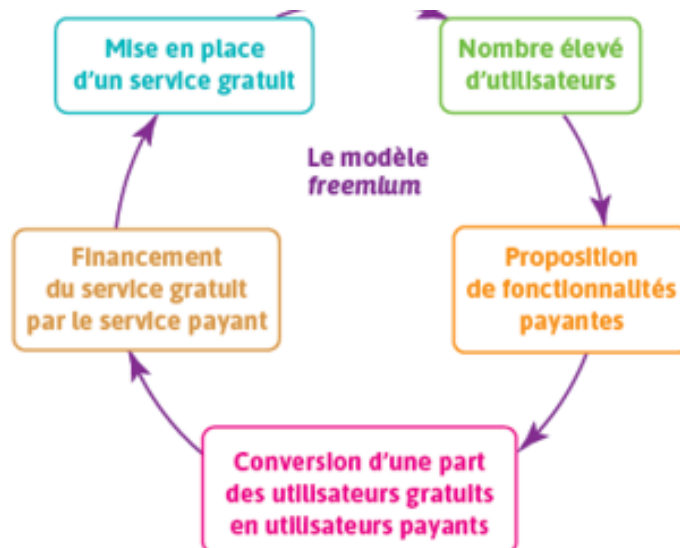 Mise en place
d'un service gratuit
Nombre élevé
d'utilisateurs
Le modèle
freemium
Proposition
de fonctionnalités
payantes
Conversion d'une part
des utilisateurs gratuits
en utilisateurs payants
Financement
du service gratuit
par le service payant